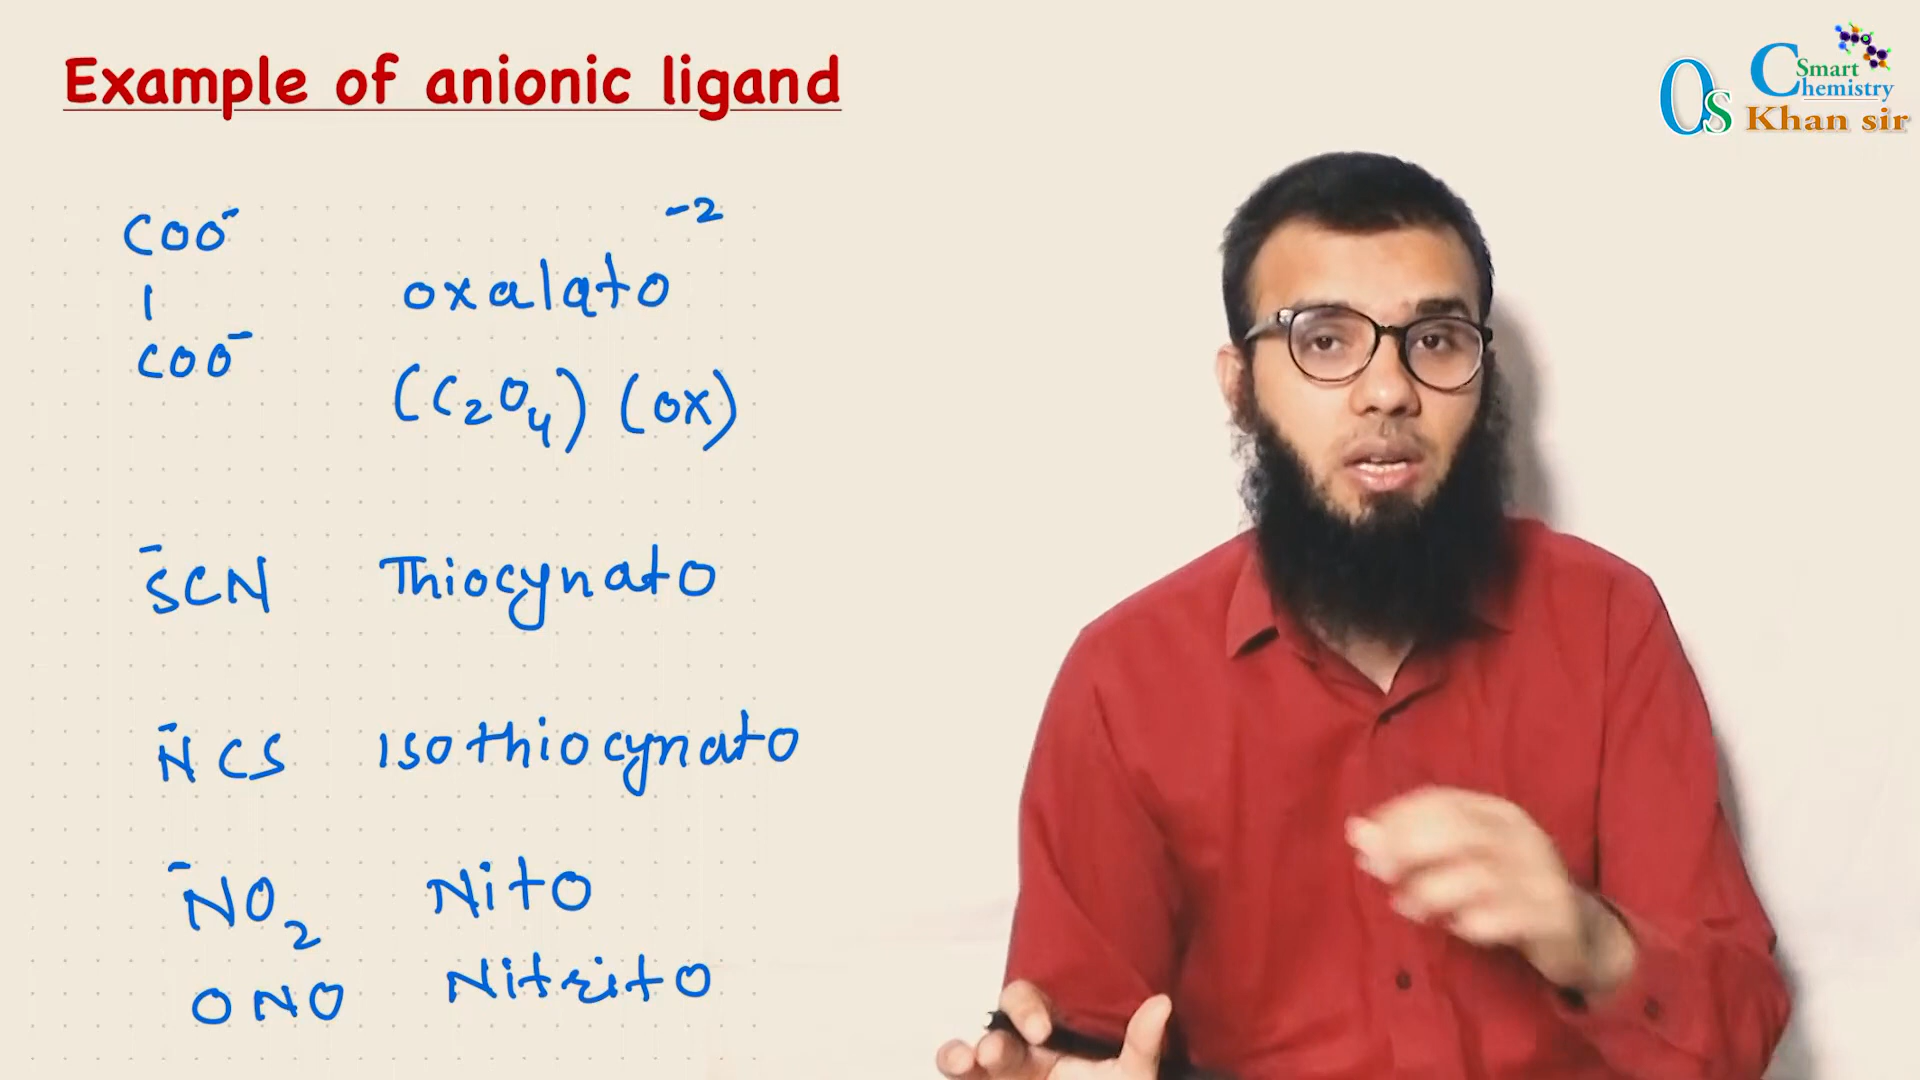 Example of anionic ligand
Os Smart Chemistry
Khan sir
COO⁻
|
COO⁻
oxalato⁻²
(C₂O₄) (ox)
⁻SCN Thiocynato
⁻NCS Isothiocynato
⁻NO₂ Nito
ONO Nitrito